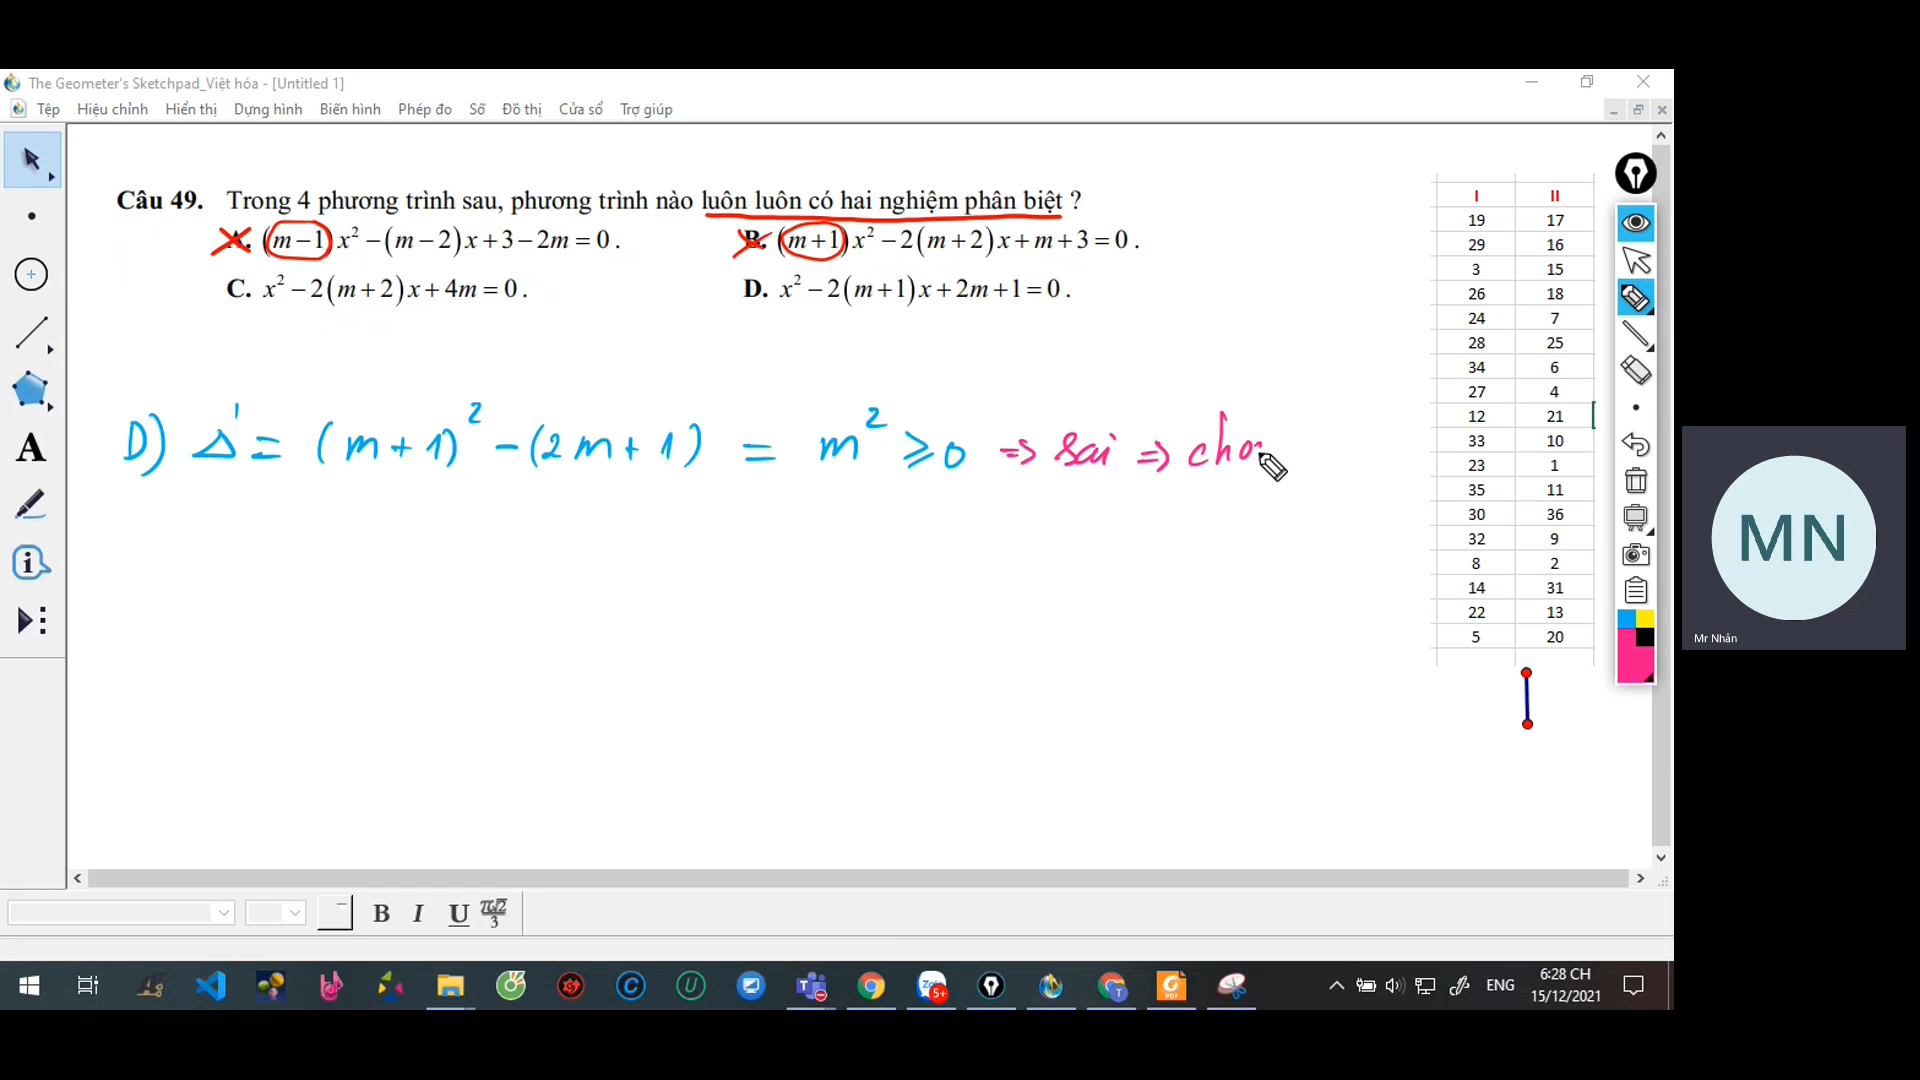 The Geometer's Sketchpad_Việt hóa - [Untitled 1]
Tệp Hiệu chỉnh Hiển thị Dựng hình Biến hình Phép đo Số Đồ thị Cửa sổ Trợ giúp
Câu 49. Trong 4 phương trình sau, phương trình nào luôn luôn có hai nghiệm phân biệt ?
A. (m−1)x² −(m−2)x+3−2m=0.
B. (m+1)x² −2(m+2)x+m+3=0.
C. x² −2(m+2)x+4m=0.
D. x² −2(m+1)x+2m+1=0.
D) Δ' = (m+1)² −(2m+1) = m² ⩾ 0 ⇒ sai ⇒ cho
I II
19 17
29 16
3 15
26 18
24 7
28 25
34 6
27 4
12 21
33 10
23 1
35 11
30 36
32 9
8 2
14 31
22 13
5 20
MN
Mr Nhân
A
B I U π√2/3
5+
T
PDF
ENG
6:28 CH
15/12/2021